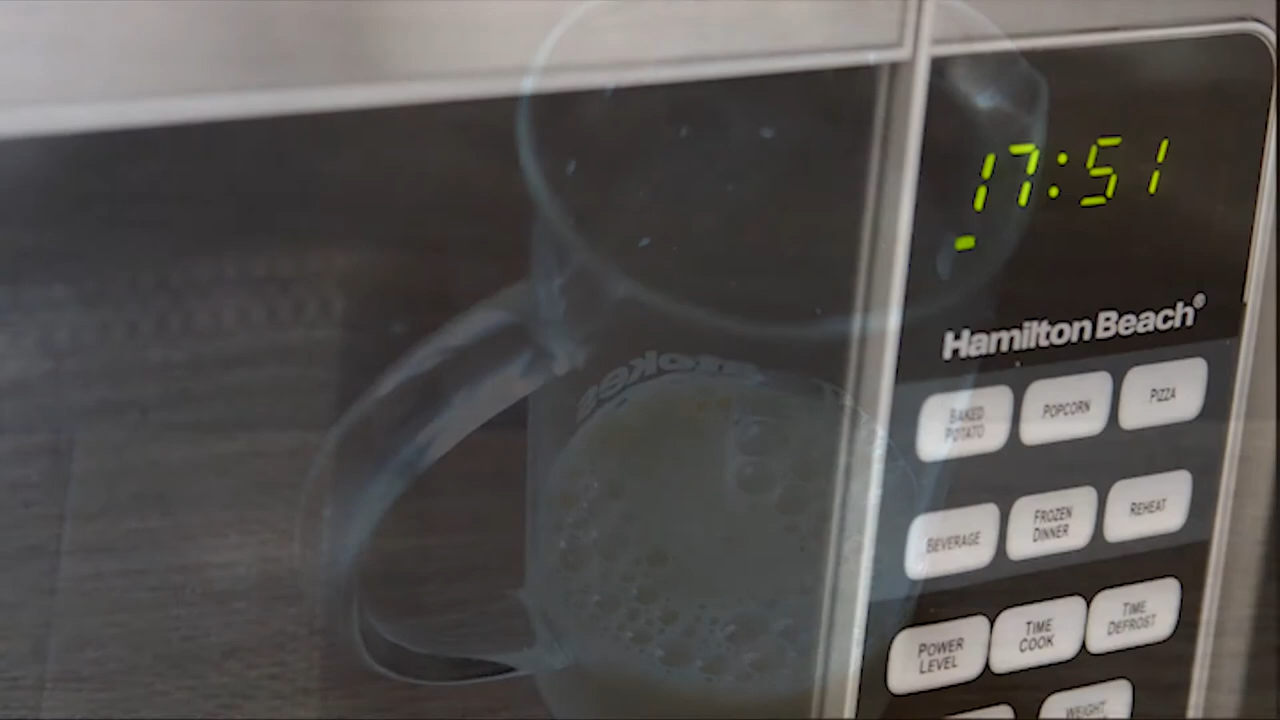 17:51
Hamilton Beach®
BAKED
POTATO
POPCORN
PIZZA
BEVERAGE
FROZEN
DINNER
REHEAT
POWER
LEVEL
TIME
COOK
TIME
DEFROST
WEIGHT